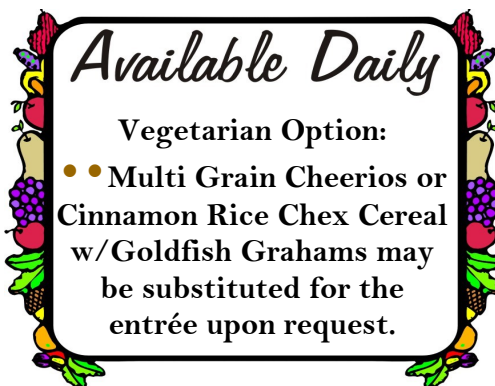 Available Daily
Vegetarian Option:
••Multi Grain Cheerios or
Cinnamon Rice Chex Cereal
w/Goldfish Grahams may
be substituted for the
entrée upon request.